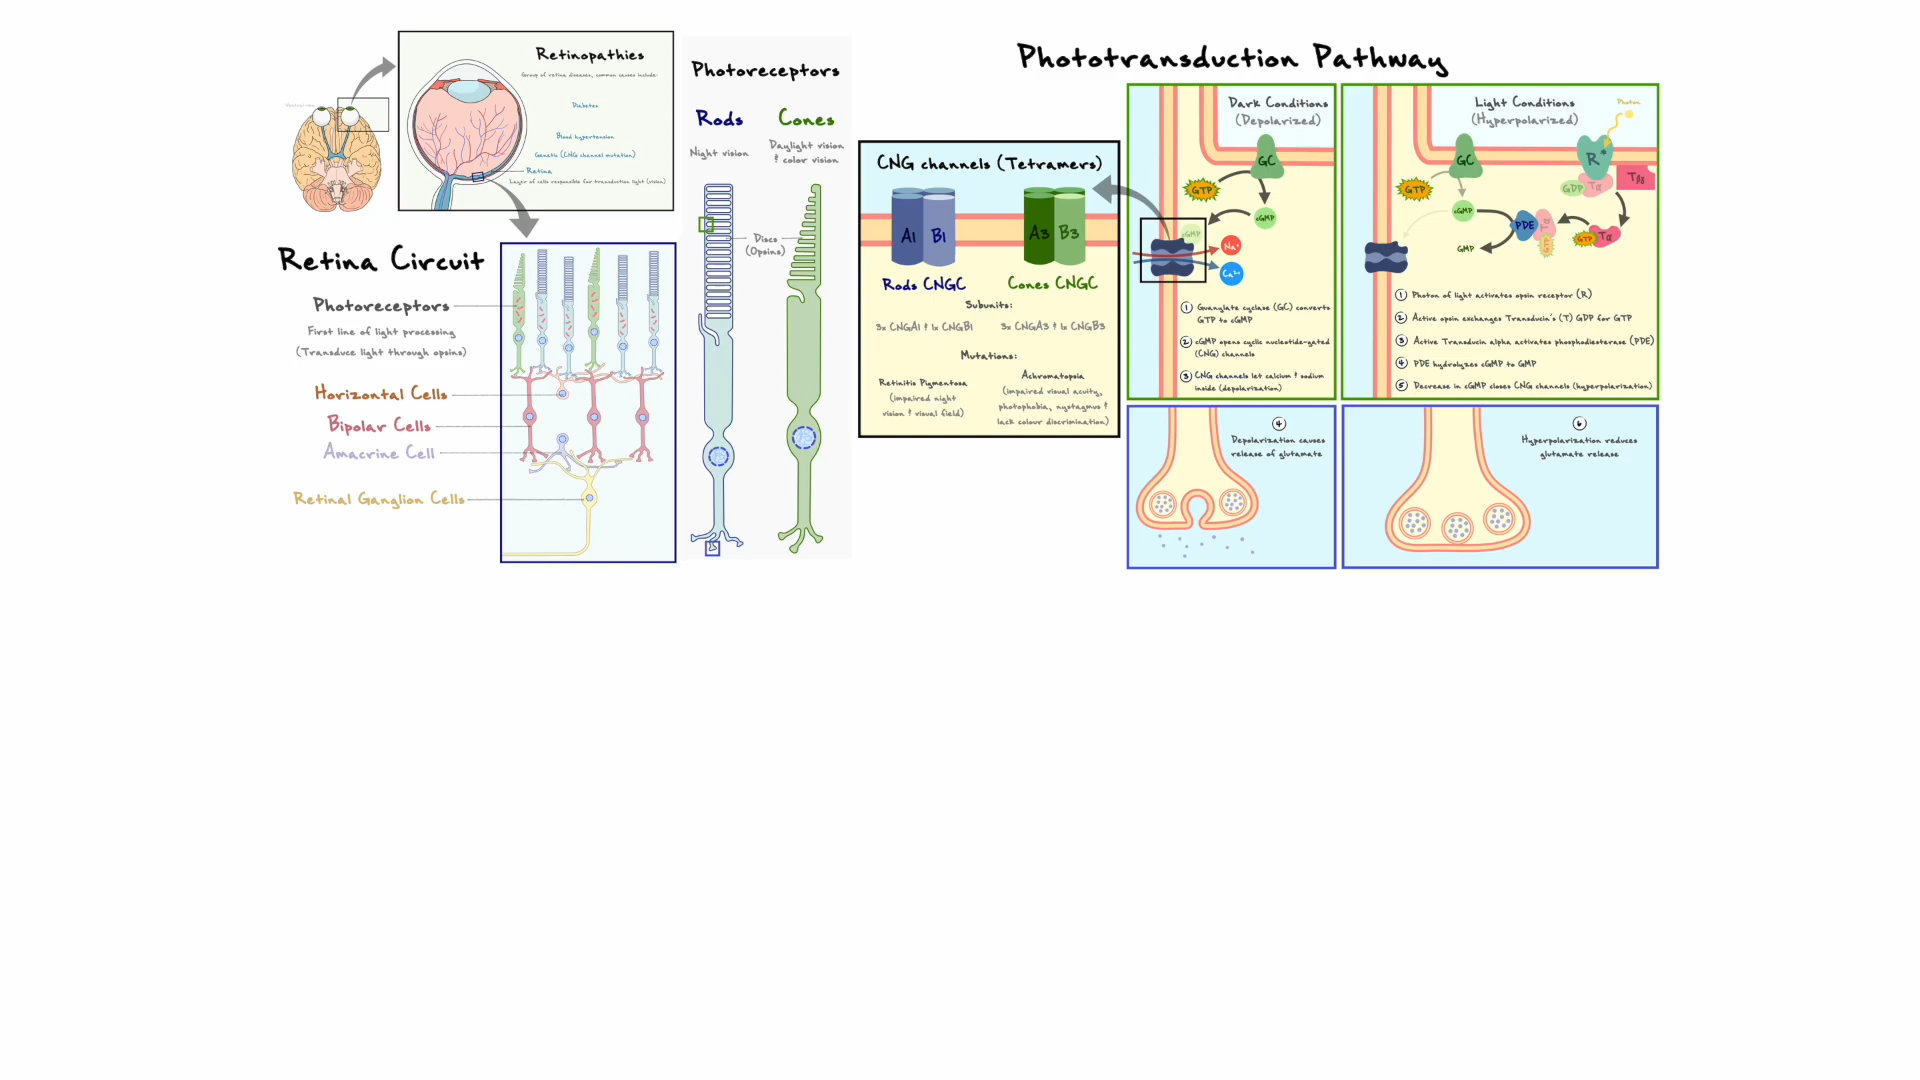 Retinopathies
Group of retina diseases, common causes include:
Diabetes
Blood hypertension
Genetic (CNG channel mutation)
Retina
Layer of cells responsible for transduction light (vision)
Retina Circuit
Photoreceptors
First line of light processing
(Transduce light through opsins)
Horizontal Cells
Bipolar Cells
Amacrine Cell
Retinal Ganglion Cells
Photoreceptors
Rods
Cones
Night vision
Daylight vision
& color vision
Discs
(Opsins)
Phototransduction Pathway
CNG channels (Tetramers)
A1
B1
A3
B3
Rods CNGC
Cones CNGC
Subunits:
3x CNGA1 & 1x CNGB1
3x CNGA3 & 1x CNGB3
Mutations:
Retinitis Pigmentosa
(impaired night
vision & visual field)
Achromatopsia
(impaired visual acuity,
photophobia, nystagmus &
lack colour discrimination)
Dark Conditions
(Depolarized)
GC
GTP
cGMP
cGMP
Na+
Ca2+
1 Guanylate cyclase (GC) converts
GTP to cGMP
2 cGMP opens cyclic nucleotide-gated
(CNG) channels
3 CNG channels let calcium & sodium
inside (depolarization)
4
Depolarization causes
release of glutamate
Light Conditions
(Hyperpolarized)
Photon
GC
R*
GTP
GDP
Tα
cGMP
PDE
Tα
GTP
GTP
Tα
GMP
1 Photon of light activates opsin receptor (R)
2 Active opsin exchanges Transducin's (T) GDP for GTP
3 Active Transducin alpha activates phosphodiesterase (PDE)
4 PDE hydrolyzes cGMP to GMP
5 Decrease in cGMP closes CNG channels (hyperpolarization)
6
Hyperpolarization reduces
glutamate release